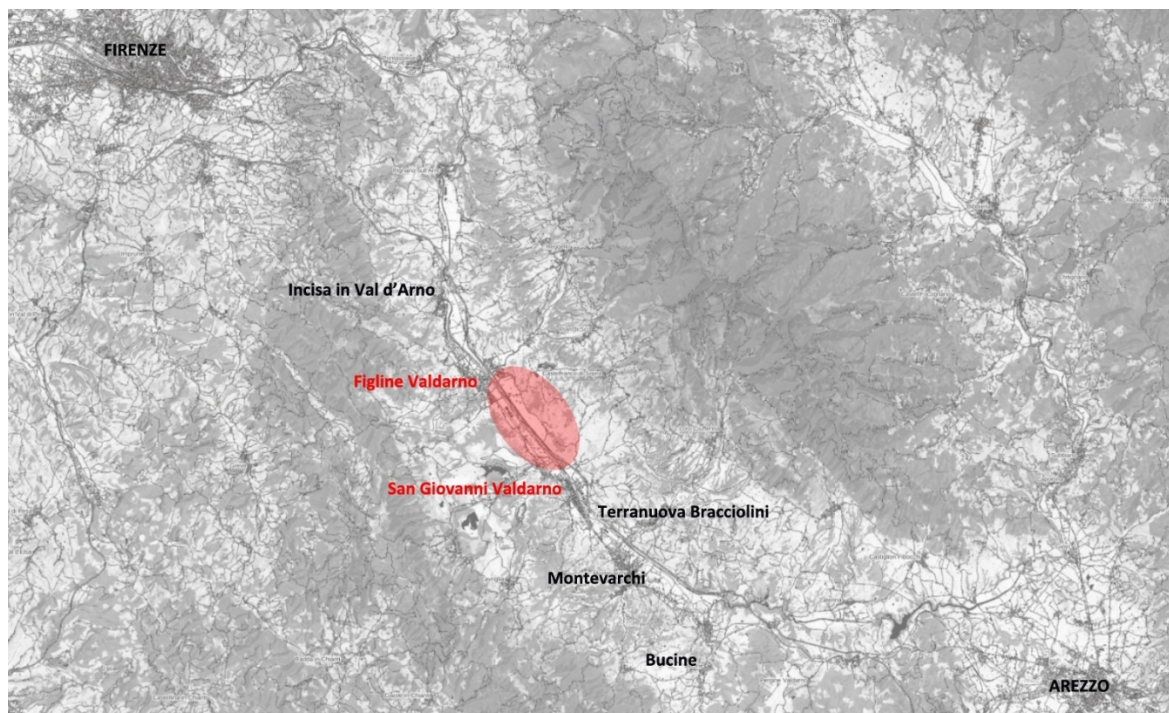 FIRENZE
Incisa in Val d’Arno
Figline Valdarno
San Giovanni Valdarno
Terranuova Bracciolini
Montevarchi
Bucine
AREZZO